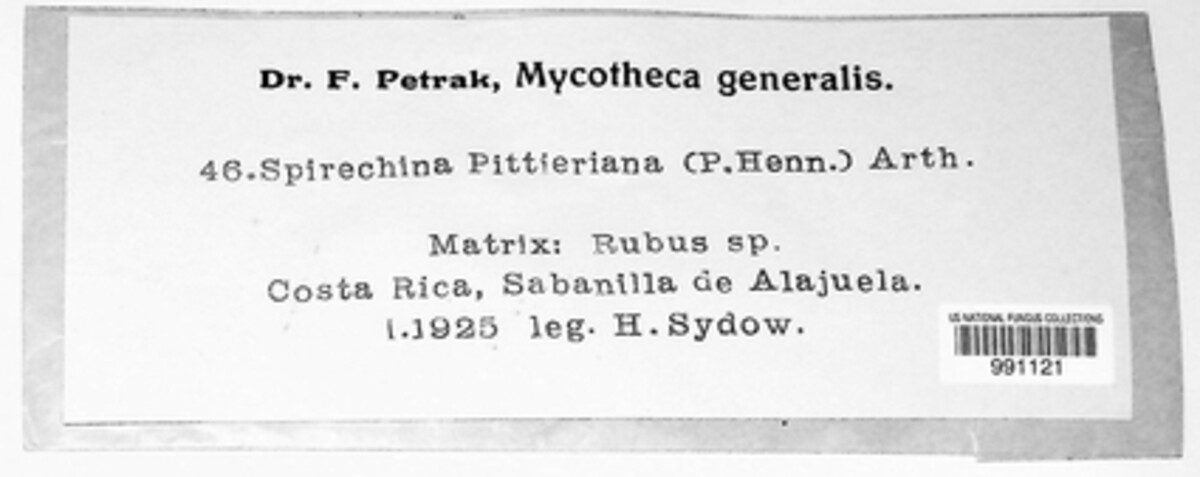 Dr. F. Petrak, Mycotheca generalis.
46.Spirechina Pittieriana (P.Henn.) Arth.
Matrix: Rubus sp.
Costa Rica, Sabanilla de Alajuela.
I.1925 leg. H.Sydow.
US NATIONAL FUNGUS COLLECTIONS
991121